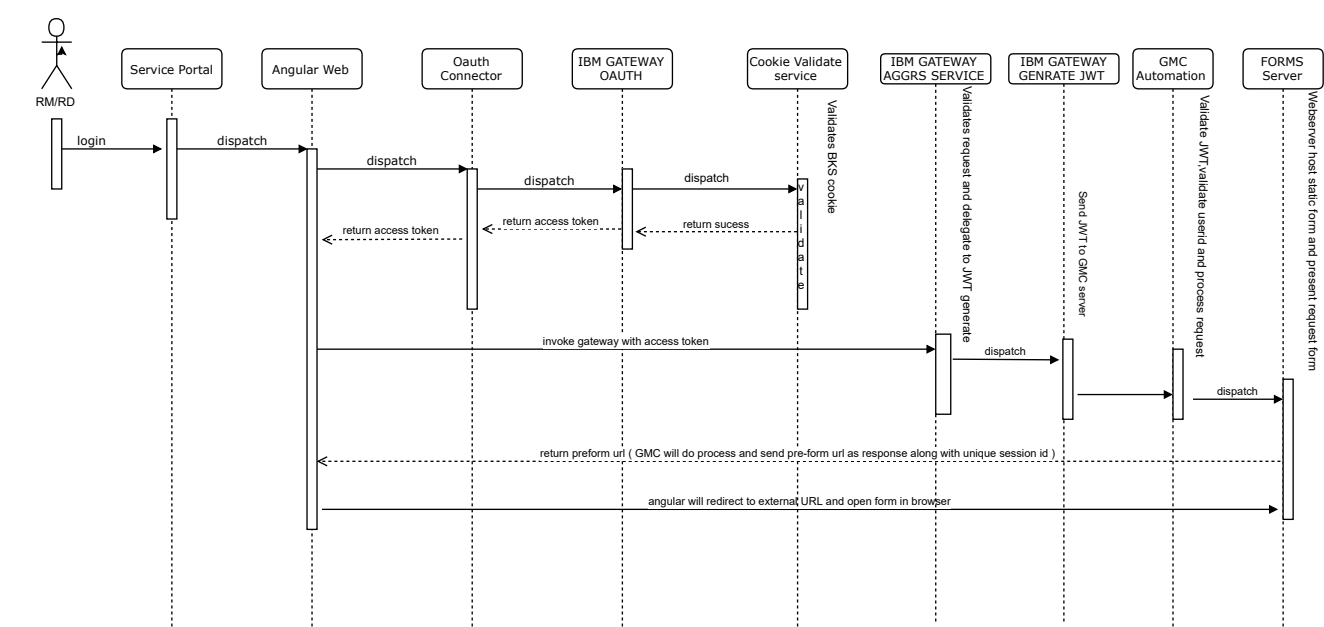 RM/RD
Service Portal
Angular Web
Oauth
Connector
IBM GATEWAY
OAUTH
Cookie Validate
service
IBM GATEWAY
AGGRS SERVICE
IBM GATEWAY
GENRATE JWT
GMC
Automation
FORMS
Server
login
dispatch
dispatch
dispatch
dispatch
validate
Validates BKS cookie
return sucess
return access token
return access token
Validates request and delegate to JWT generate
Send JWT to GMC server
Validate JWT,validate userid and process request
Webserver host static form and present request form
invoke gateway with access token
dispatch
dispatch
return preform url ( GMC will do process and send pre-form url as response along with unique session id )
angular will redirect to external URL and open form in browser